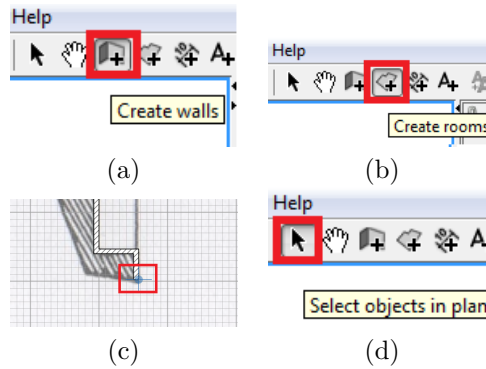 Help
A+
Create walls
(a)
Help
A+
Create rooms
(b)
(c)
Help
Select objects in plan
(d)